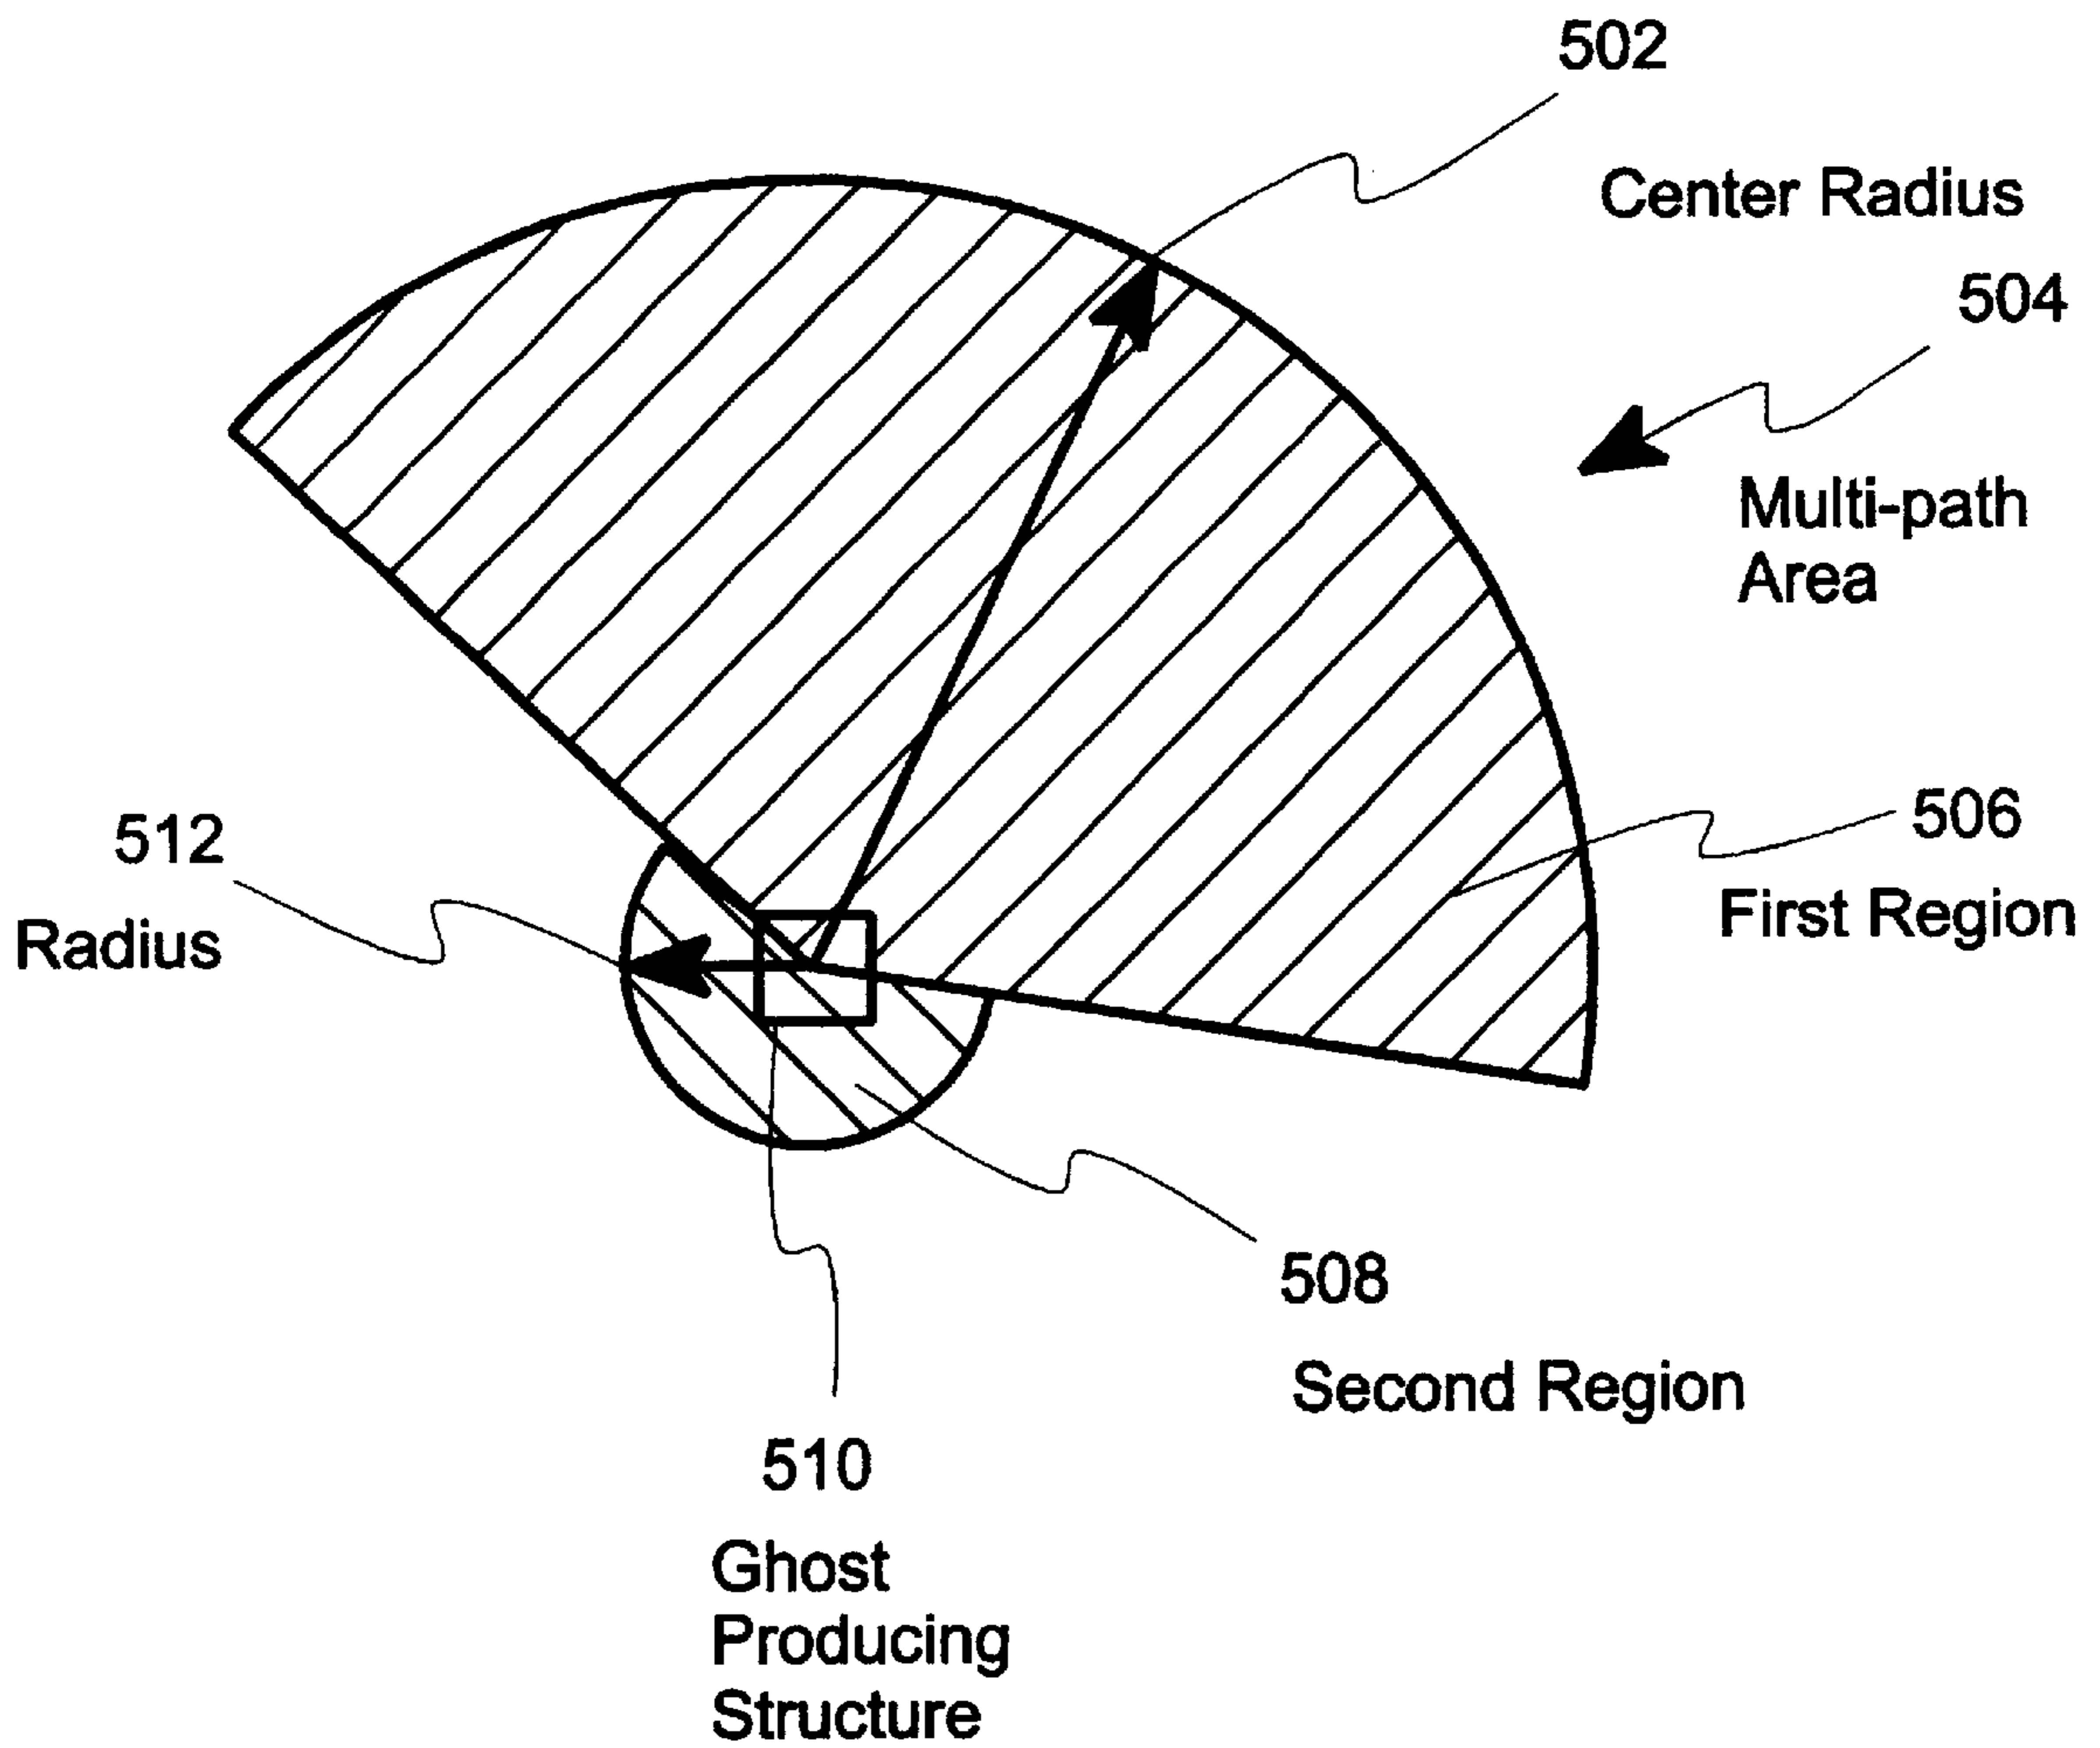 502
Center Radius
504
Multi-path
Area
512
Radius
506
First Region
508
Second Region
510
Ghost
Producing
Structure